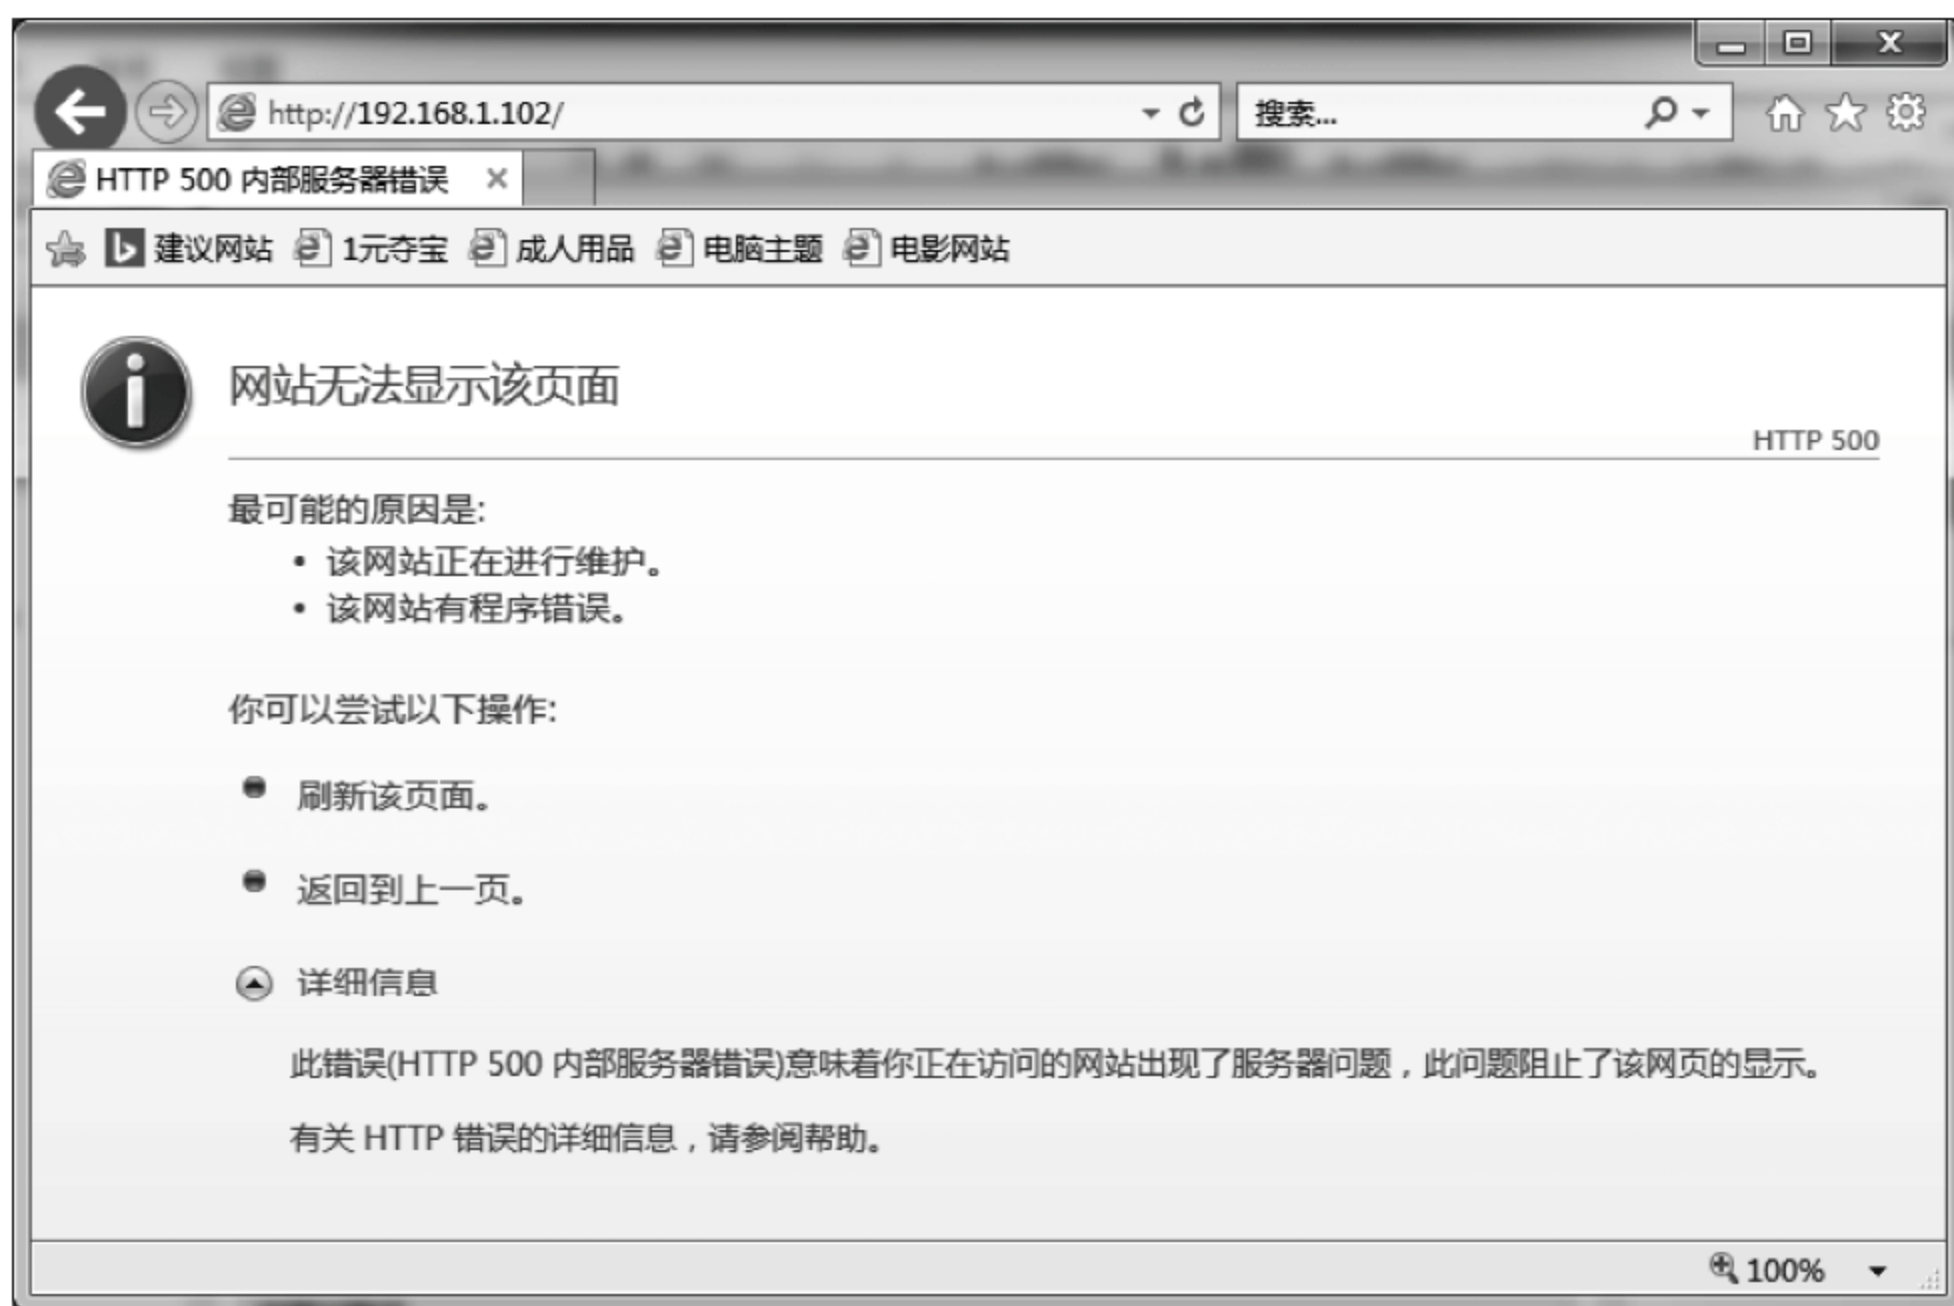 http://192.168.1.102/
搜索...
HTTP 500 内部服务器错误
建议网站 1元夺宝 成人用品 电脑主题 电影网站
网站无法显示该页面
HTTP 500
最可能的原因是:
• 该网站正在进行维护。
• 该网站有程序错误。
你可以尝试以下操作:
刷新该页面。
返回到上一页。
详细信息
此错误(HTTP 500 内部服务器错误)意味着你正在访问的网站出现了服务器问题，此问题阻止了该网页的显示。
有关 HTTP 错误的详细信息，请参阅帮助。
100%